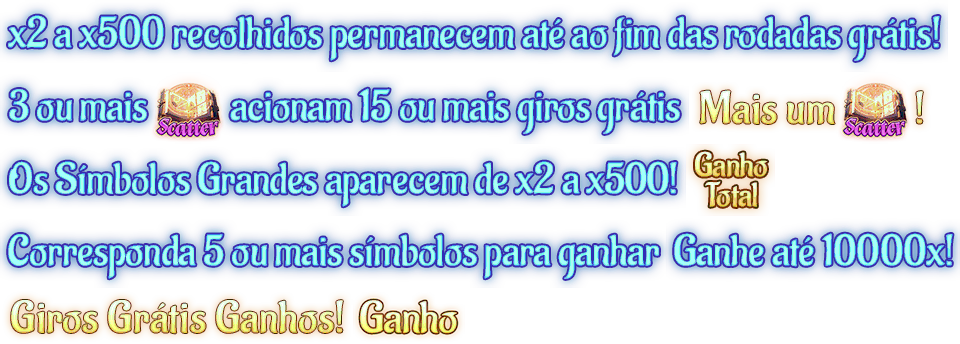 x2 a x500 recolhidos permanecem até ao fim das rodadas grátis!
3 ou mais Scatter acionam 15 ou mais giros grátis Mais um Scatter !
Os Símbolos Grandes aparecem de x2 a x500! Ganho Total
Corresponda 5 ou mais símbolos para ganhar Ganhe até 10000x!
Giros Grátis Ganhos! Ganho